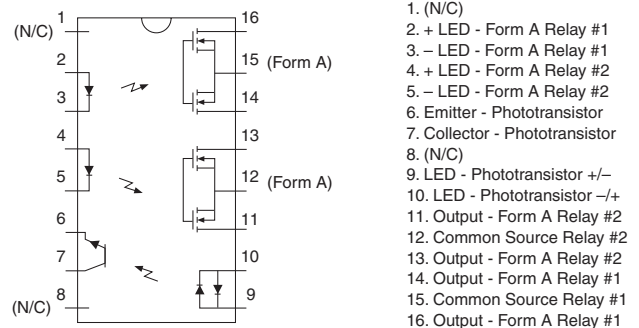 1
(N/C)
2
3
4
5
6
7
(N/C)
8
16
15 (Form A)
14
13
12 (Form A)
11
10
9
1. (N/C)
2. + LED - Form A Relay #1
3. – LED - Form A Relay #1
4. + LED - Form A Relay #2
5. – LED - Form A Relay #2
6. Emitter - Phototransistor
7. Collector - Phototransistor
8. (N/C)
9. LED - Phototransistor +/–
10. LED - Phototransistor –/+
11. Output - Form A Relay #2
12. Common Source Relay #2
13. Output - Form A Relay #2
14. Output - Form A Relay #1
15. Common Source Relay #1
16. Output - Form A Relay #1